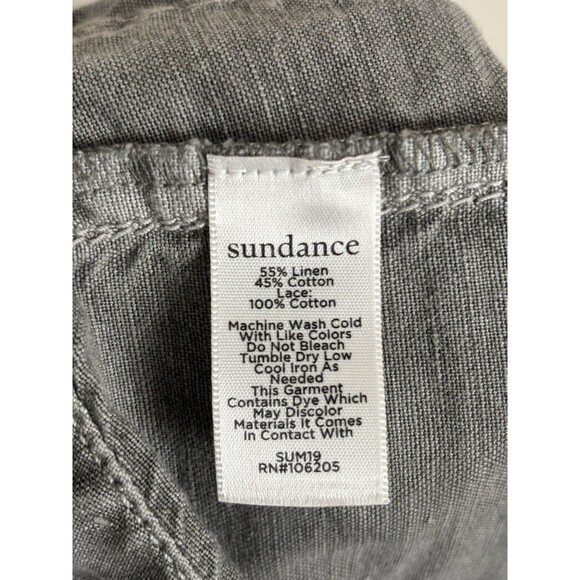 sundance
55% Linen
45% Cotton
Lace:
100% Cotton
Machine Wash Cold
With Like Colors
Do Not Bleach
Tumble Dry Low
Cool Iron As
Needed
This Garment
Contains Dye Which
May Discolor
Materials It Comes
In Contact With
SUM19
RN#106205